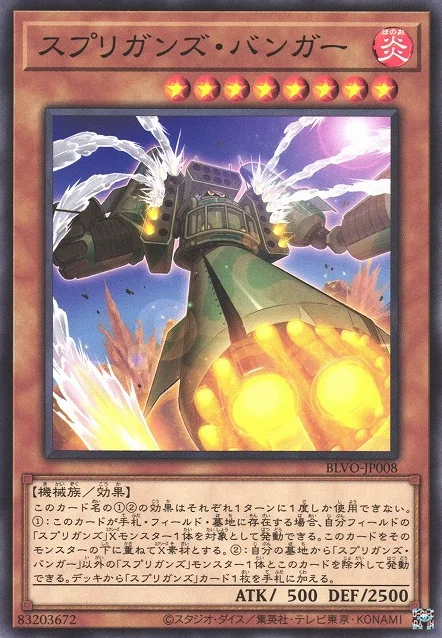 スプリガンズ・バンガー
ほのお
炎
BLVO-JP008
【機械族／効果】
このカード名の①②の効果はそれぞれ1ターンに1度しか使用できない。
①：このカードが手札・フィールド・墓地に存在する場合、自分フィールドの
「スプリガンズ」Xモンスター1体を対象として発動できる。このカードをその
モンスターの下に重ねてX素材とする。②：自分の墓地から「スプリガンズ・
バンガー」以外の「スプリガンズ」モンスター1体とこのカードを除外して発動
できる。デッキから「スプリガンズ」カード1枚を手札に加える。
ATK/ 500 DEF/2500
83203672
©スタジオ・ダイス／集英社・テレビ東京・KONAMI